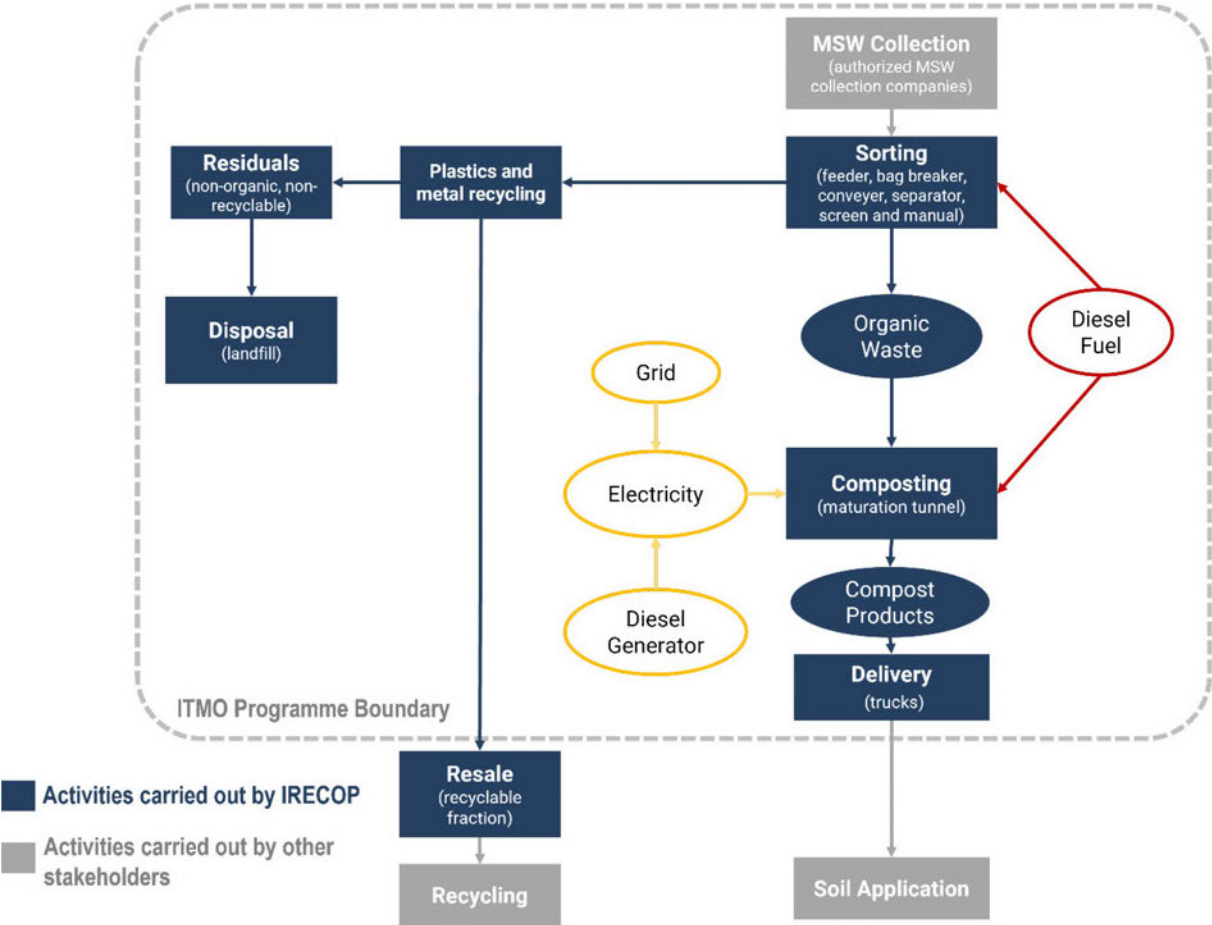 MSW Collection
(authorized MSW
collection companies)
Residuals
(non-organic, non-
recyclable)
Plastics and
metal recycling
Sorting
(feeder, bag breaker,
conveyer, separator,
screen and manual)
Disposal
(landfill)
Organic
Waste
Diesel
Fuel
Grid
Electricity
Composting
(maturation tunnel)
Diesel
Generator
Compost
Products
Delivery
(trucks)
ITMO Programme Boundary
Resale
(recyclable
fraction)
Activities carried out by IRECOP
Activities carried out by other
stakeholders
Recycling
Soil Application